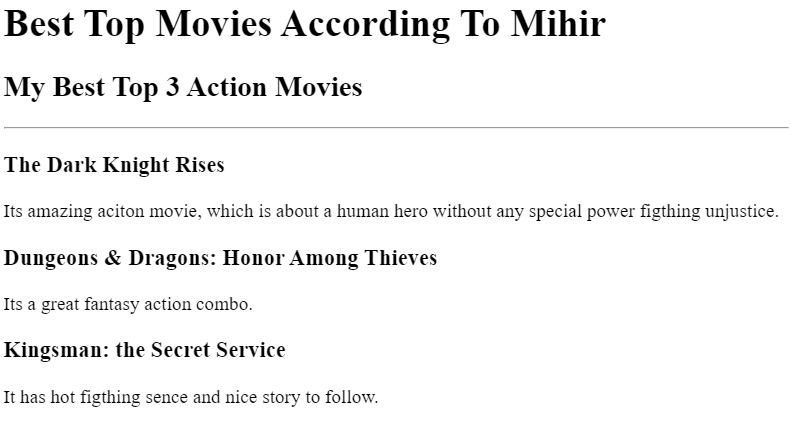 Best Top Movies According To Mihir
My Best Top 3 Action Movies
The Dark Knight Rises
Its amazing aciton movie, which is about a human hero without any special power figthing unjustice.
Dungeons & Dragons: Honor Among Thieves
Its a great fantasy action combo.
Kingsman: the Secret Service
It has hot figthing sence and nice story to follow.